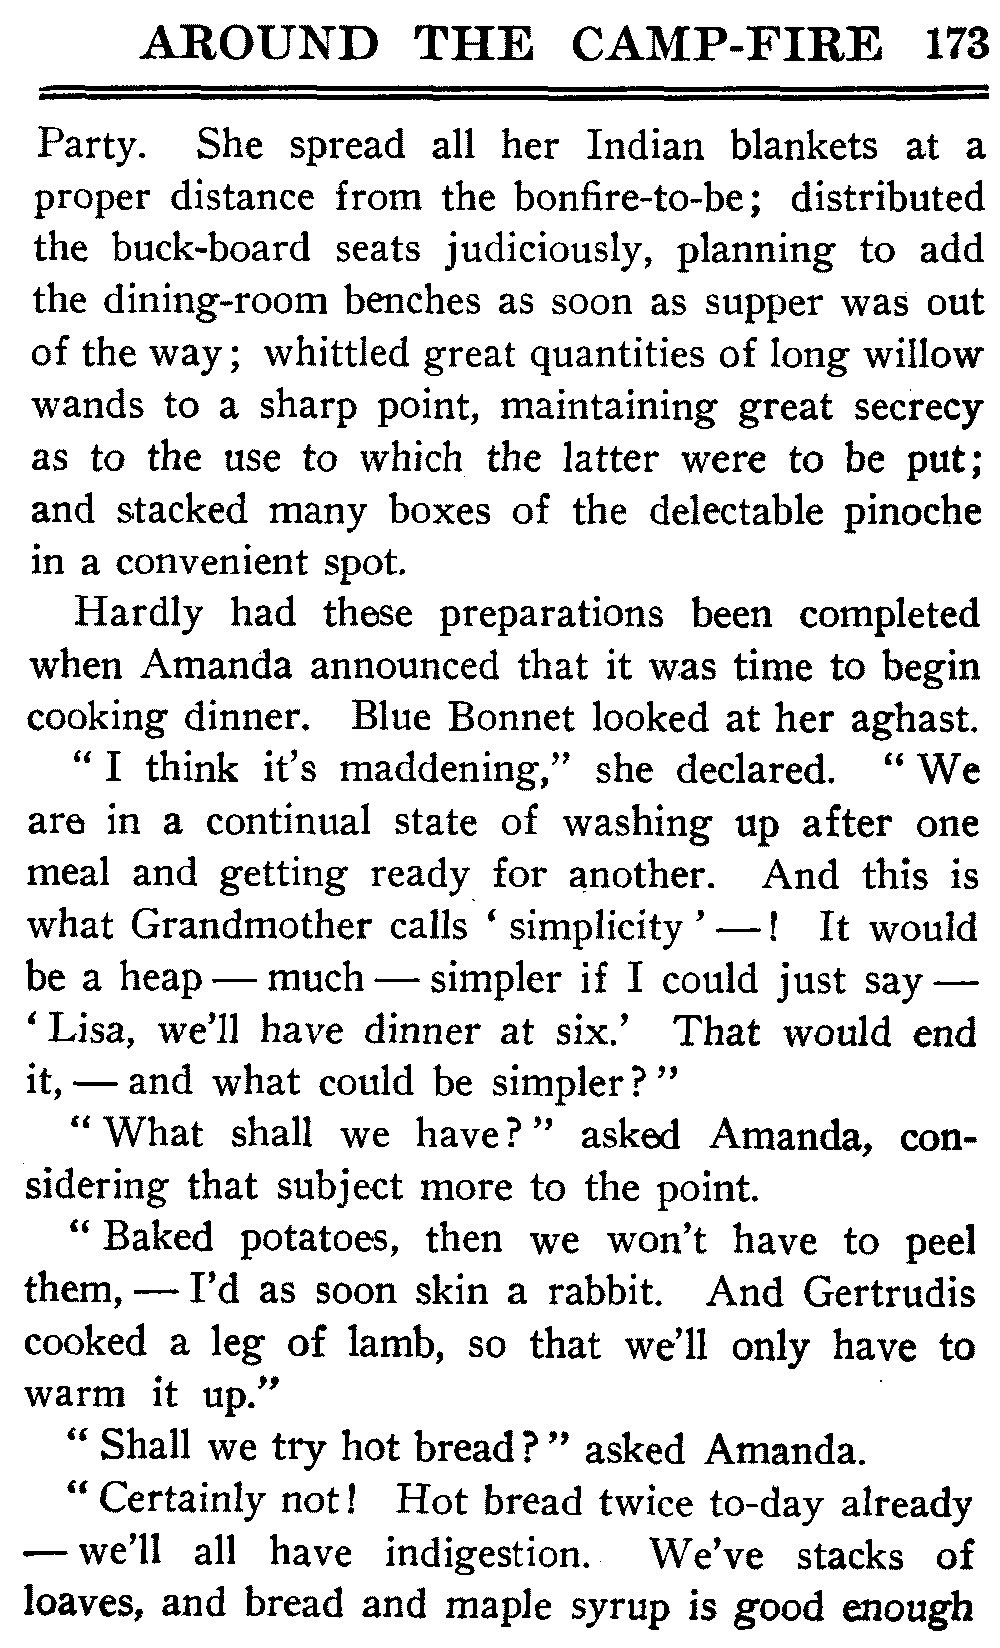 AROUND THE CAMP-FIRE 173
Party. She spread all her Indian blankets at a
proper distance from the bonfire-to-be; distributed
the buck-board seats judiciously, planning to add
the dining-room benches as soon as supper was out
of the way; whittled great quantities of long willow
wands to a sharp point, maintaining great secrecy
as to the use to which the latter were to be put;
and stacked many boxes of the delectable pinoche
in a convenient spot.
Hardly had these preparations been completed
when Amanda announced that it was time to begin
cooking dinner. Blue Bonnet looked at her aghast.
" I think it's maddening," she declared. " We
are in a continual state of washing up after one
meal and getting ready for another. And this is
what Grandmother calls ' simplicity ' — ! It would
be a heap — much — simpler if I could just say —
' Lisa, we'll have dinner at six.' That would end
it, — and what could be simpler? "
" What shall we have? " asked Amanda, con-
sidering that subject more to the point.
" Baked potatoes, then we won't have to peel
them, — I'd as soon skin a rabbit. And Gertrudis
cooked a leg of lamb, so that we'll only have to
warm it up."
" Shall we try hot bread? " asked Amanda.
" Certainly not! Hot bread twice to-day already
— we'll all have indigestion. We've stacks of
loaves, and bread and maple syrup is good enough